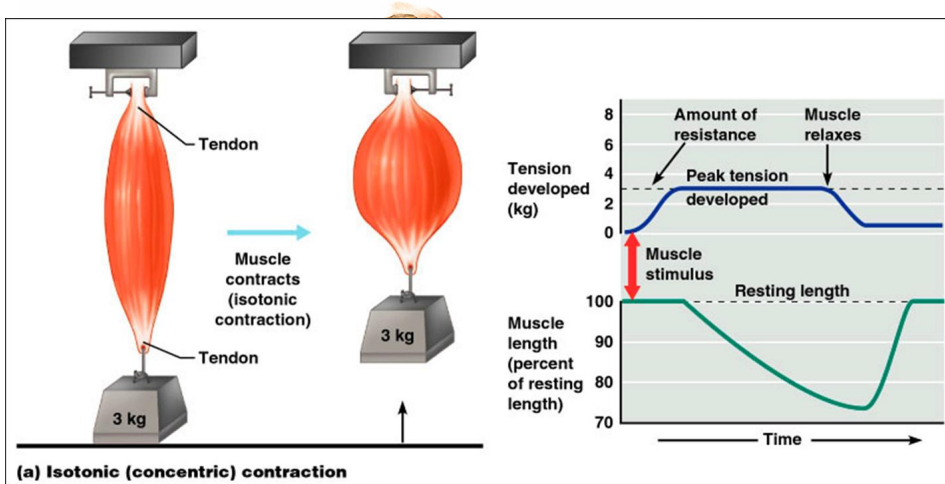 Tendon
Muscle
contracts
(isotonic
contraction)
Tendon
3 kg
3 kg
(a) Isotonic (concentric) contraction
Tension
developed
(kg)
8
6
4
2
0
Amount of
resistance
Muscle
relaxes
Peak tension
developed
Muscle
stimulus
Resting length
Muscle
length
(percent
of resting
length)
100
90
80
70
Time